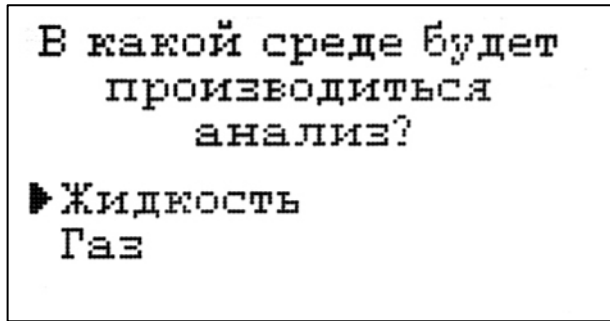 В какой среде будет
производиться
анализ?
Жидкость
Газ